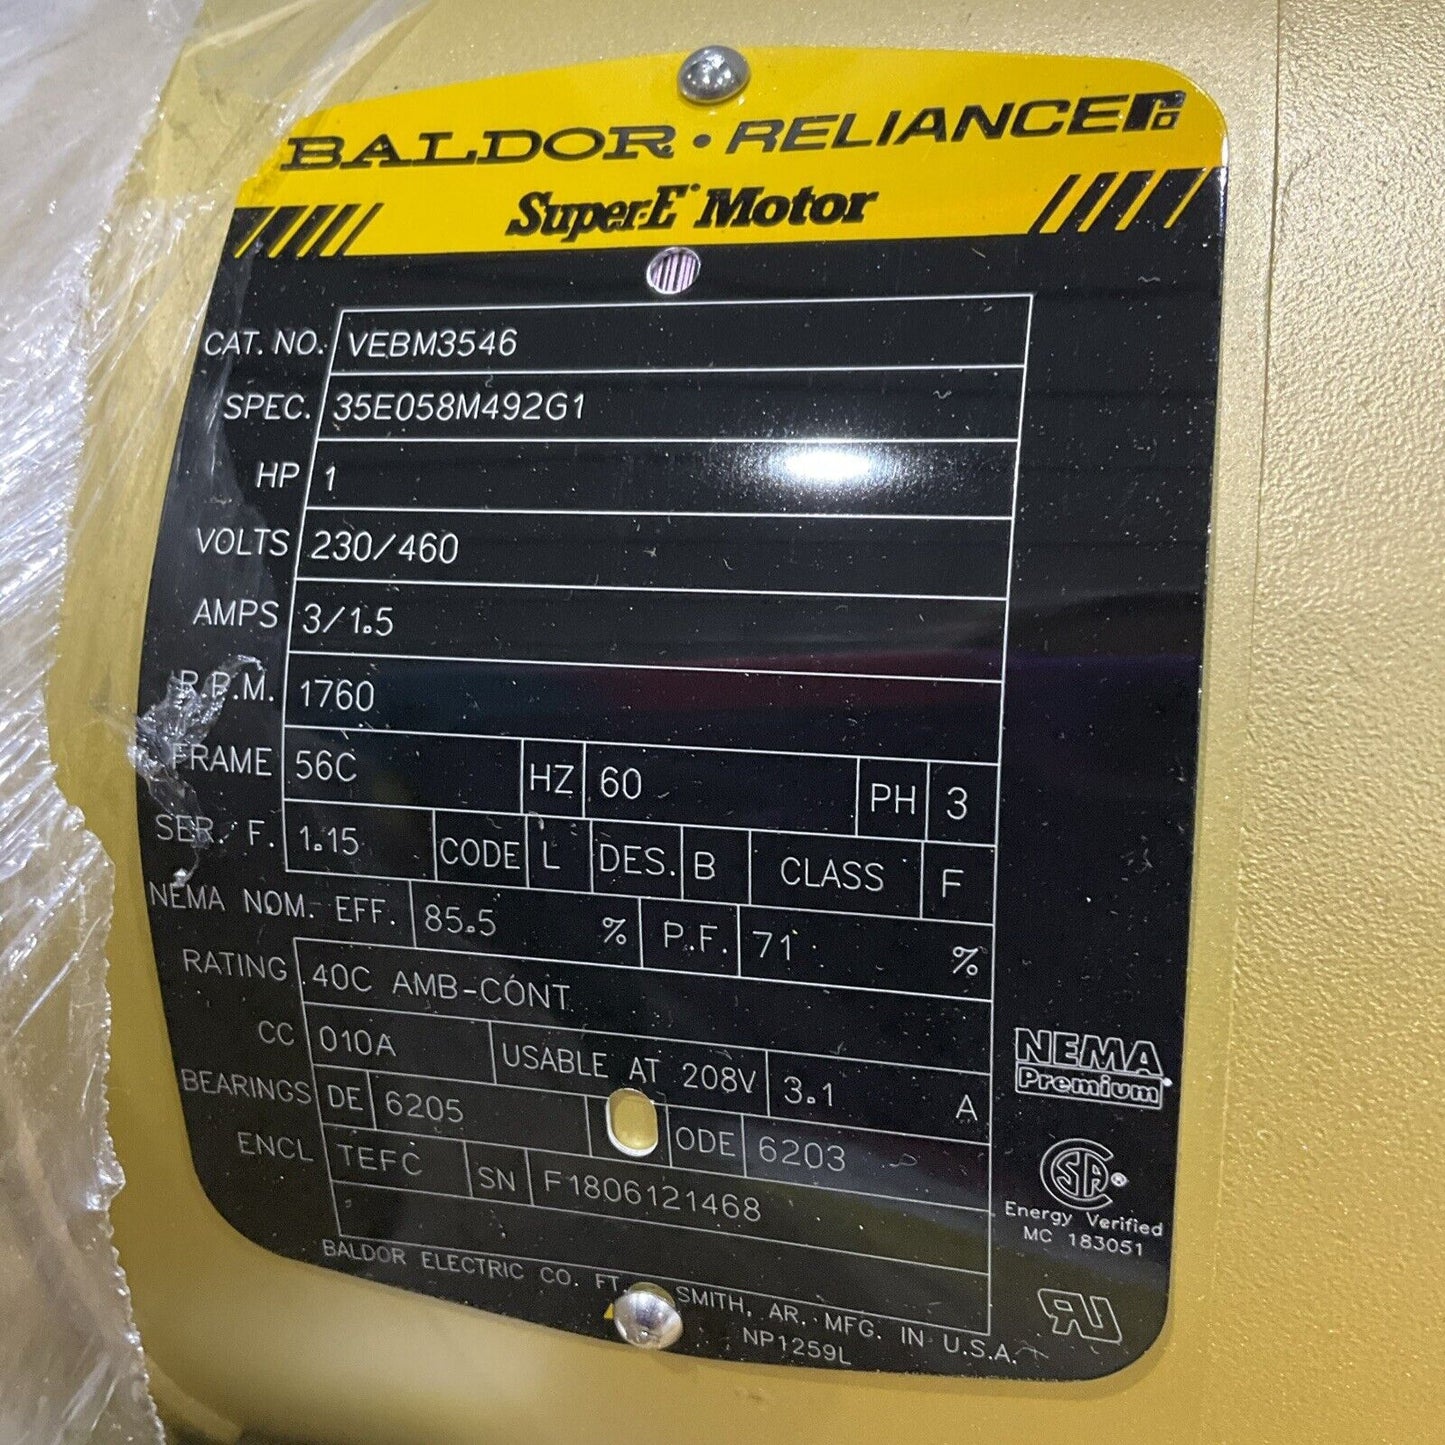 BALDOR • RELIANCE
Super-E® Motor
CAT. NO. VEBM3546
SPEC. 35E058M492G1
HP 1
VOLTS 230/460
AMPS 3/1.5
R.P.M. 1760
FRAME 56C HZ 60 PH 3
SER. F. 1.15 CODE L DES. B CLASS F
NEMA NOM. EFF. 85.5 % P.F. 71 %
RATING 40C AMB-CONT
CC 010A USABLE AT 208V 3.1 A
BEARINGS DE 6205 ODE 6203
ENCL TEFC SN F1806121468
BALDOR ELECTRIC CO. FT. SMITH, AR. MFG. IN U.S.A.
NP1259L
NEMA
Premium
SA®
Energy Verified
MC 183051
RU